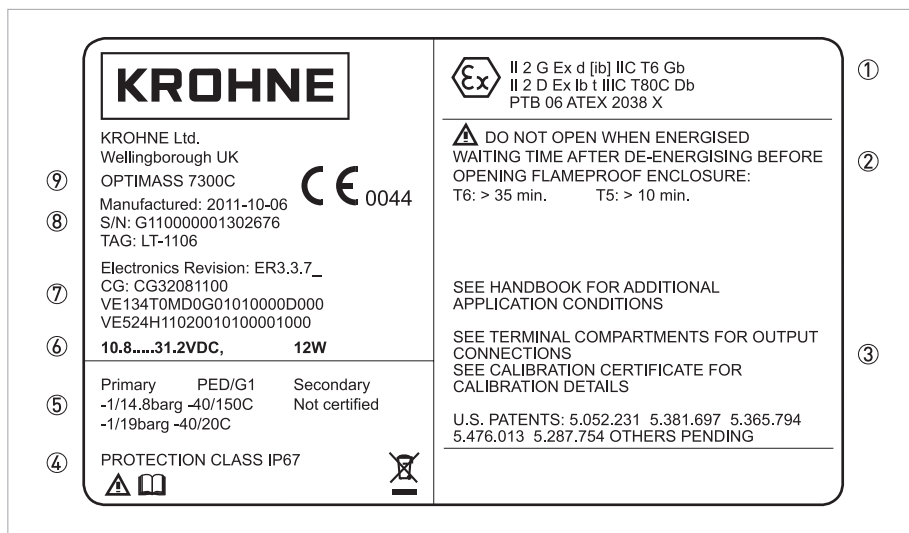 KROHNE
KROHNE Ltd.
Wellingborough UK
⑨ OPTIMASS 7300C
CE 0044
Manufactured: 2011-10-06
⑧ S/N: G110000001302676
TAG: LT-1106
Electronics Revision: ER3.3.7_
⑦ CG: CG32081100
VE134T0MD0G01010000D000
VE524H11020010100001000
⑥ 10.8.....31.2VDC, 12W
Primary PED/G1 Secondary
⑤ -1/14.8barg -40/150C Not certified
-1/19barg -40/20C
④ PROTECTION CLASS IP67
Ex
II 2 G Ex d [ib] IIC T6 Gb ①
II 2 D Ex Ib t IIIC T80C Db
PTB 06 ATEX 2038 X
DO NOT OPEN WHEN ENERGISED
WAITING TIME AFTER DE-ENERGISING BEFORE ②
OPENING FLAMEPROOF ENCLOSURE:
T6: > 35 min. T5: > 10 min.
SEE HANDBOOK FOR ADDITIONAL
APPLICATION CONDITIONS
SEE TERMINAL COMPARTMENTS FOR OUTPUT
CONNECTIONS ③
SEE CALIBRATION CERTIFICATE FOR
CALIBRATION DETAILS
U.S. PATENTS: 5.052.231 5.381.697 5.365.794
5.476.013 5.287.754 OTHERS PENDING